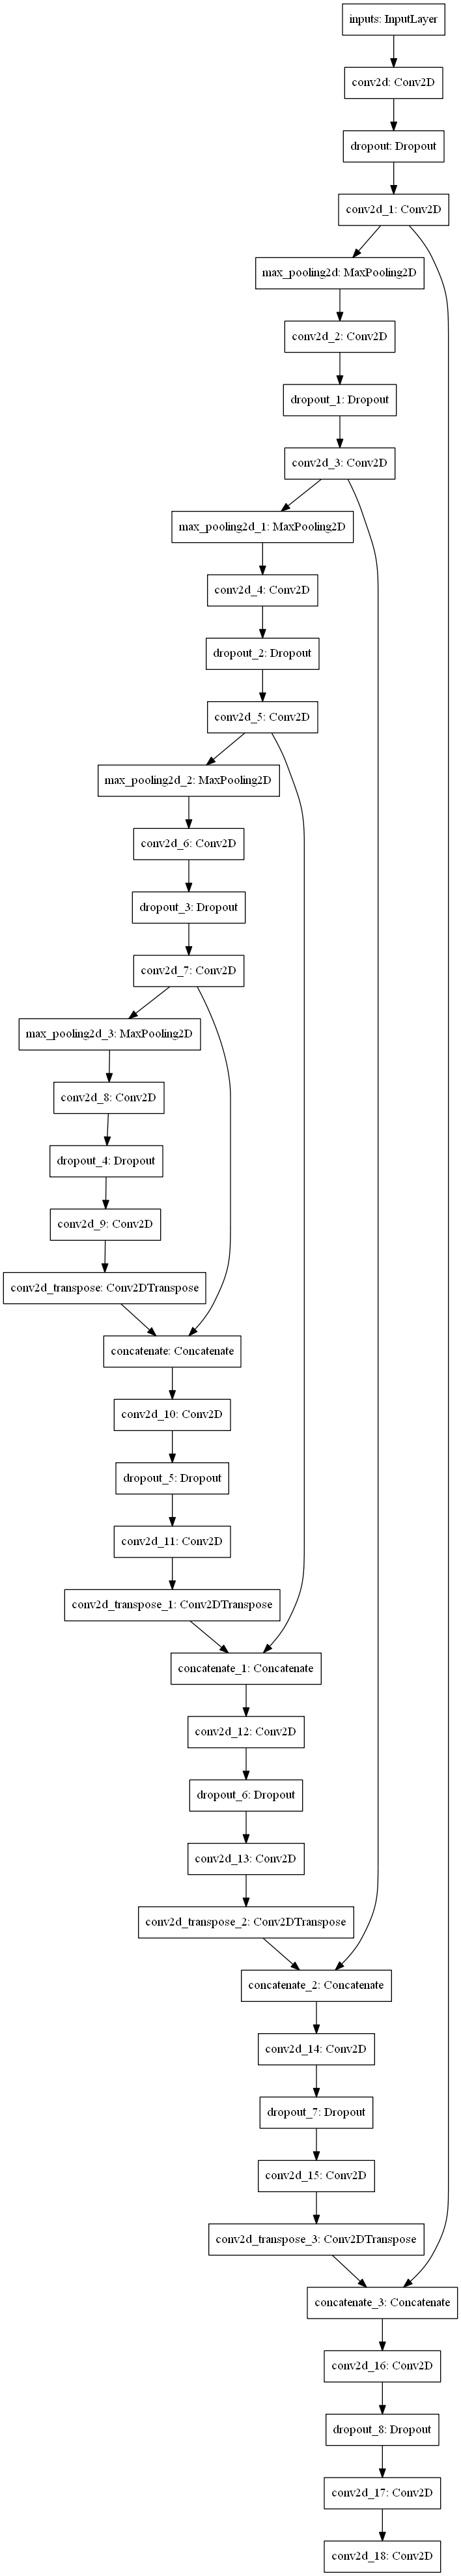 inputs: InputLayer
conv2d: Conv2D
dropout: Dropout
conv2d_1: Conv2D
max_pooling2d: MaxPooling2D
conv2d_2: Conv2D
dropout_1: Dropout
conv2d_3: Conv2D
max_pooling2d_1: MaxPooling2D
conv2d_4: Conv2D
dropout_2: Dropout
conv2d_5: Conv2D
max_pooling2d_2: MaxPooling2D
conv2d_6: Conv2D
dropout_3: Dropout
conv2d_7: Conv2D
max_pooling2d_3: MaxPooling2D
conv2d_8: Conv2D
dropout_4: Dropout
conv2d_9: Conv2D
conv2d_transpose: Conv2DTranspose
concatenate: Concatenate
conv2d_10: Conv2D
dropout_5: Dropout
conv2d_11: Conv2D
conv2d_transpose_1: Conv2DTranspose
concatenate_1: Concatenate
conv2d_12: Conv2D
dropout_6: Dropout
conv2d_13: Conv2D
conv2d_transpose_2: Conv2DTranspose
concatenate_2: Concatenate
conv2d_14: Conv2D
dropout_7: Dropout
conv2d_15: Conv2D
conv2d_transpose_3: Conv2DTranspose
concatenate_3: Concatenate
conv2d_16: Conv2D
dropout_8: Dropout
conv2d_17: Conv2D
conv2d_18: Conv2D